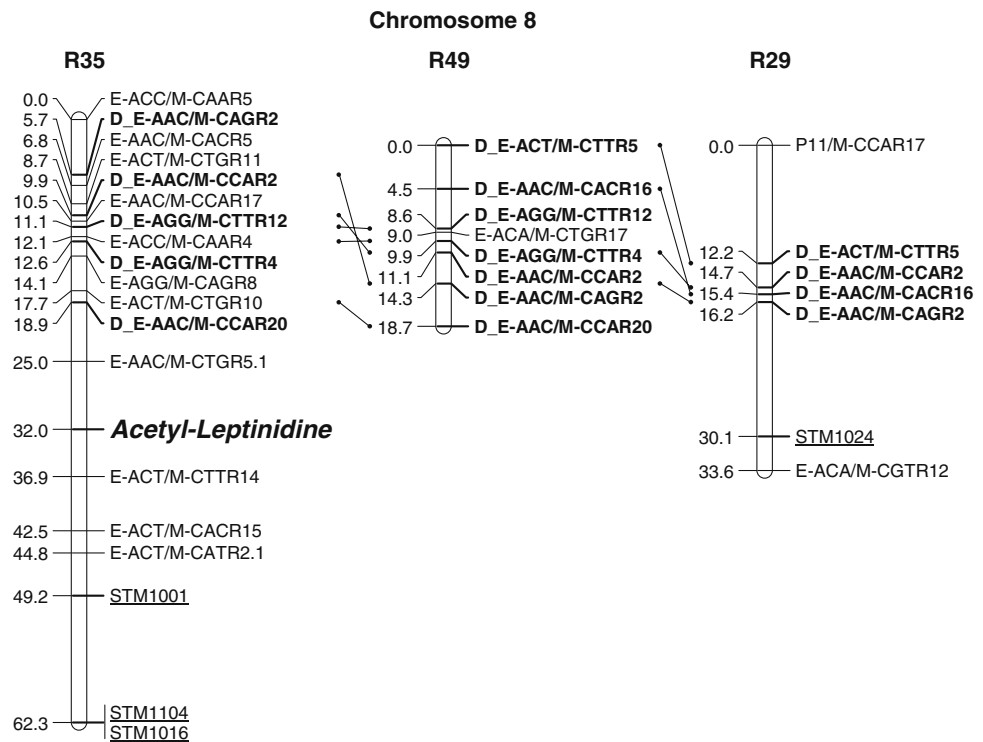 Chromosome 8
R35
0.0 E-ACC/M-CAAR5
5.7 D_E-AAC/M-CAGR2
6.8 E-AAC/M-CACR5
8.7 E-ACT/M-CTGR11
9.9 D_E-AAC/M-CCAR2
10.5 E-AAC/M-CCAR17
11.1 D_E-AGG/M-CTTR12
12.1 E-ACC/M-CAAR4
12.6 D_E-AGG/M-CTTR4
14.1 E-AGG/M-CAGR8
17.7 E-ACT/M-CTGR10
18.9 D_E-AAC/M-CCAR20
25.0 E-AAC/M-CTGR5.1
32.0 Acetyl-Leptinidine
36.9 E-ACT/M-CTTR14
42.5 E-ACT/M-CACR15
44.8 E-ACT/M-CATR2.1
49.2 STM1001
62.3 STM1104
STM1016
R49
0.0 D_E-ACT/M-CTTR5
4.5 D_E-AAC/M-CACR16
8.6 D_E-AGG/M-CTTR12
9.0 E-ACA/M-CTGR17
9.9 D_E-AGG/M-CTTR4
11.1 D_E-AAC/M-CCAR2
14.3 D_E-AAC/M-CAGR2
18.7 D_E-AAC/M-CCAR20
R29
0.0 P11/M-CCAR17
12.2 D_E-ACT/M-CTTR5
14.7 D_E-AAC/M-CCAR2
15.4 D_E-AAC/M-CACR16
16.2 D_E-AAC/M-CAGR2
30.1 STM1024
33.6 E-ACA/M-CGTR12